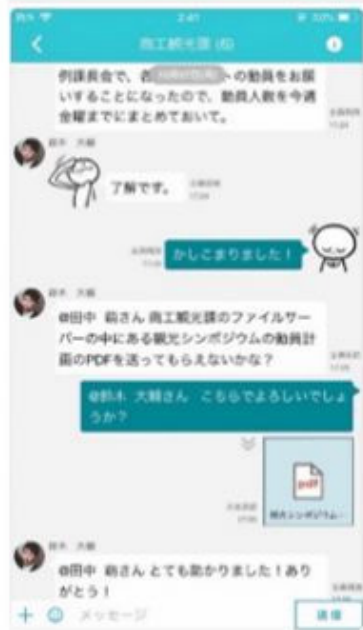 2:41
商工観光課 (6)
例課長会で、各
トの動員をお願
いすることになったので、動員人数を今週
金曜までにまとめておいて。
鈴木 大輔
了解です。
かしこまりました！
鈴木 大輔
@田中 萌さん 商工観光課のファイルサー
バーの中にある観光シンポジウムの動員計
画のPDFを送ってもらえないかな？
@鈴木 大輔さん こちらでよろしいでしょ
うか？
pdf
観光シンポジウム...
鈴木 大輔
@田中 萌さん とても助かりました！あり
がとう！
メッセージ
送信